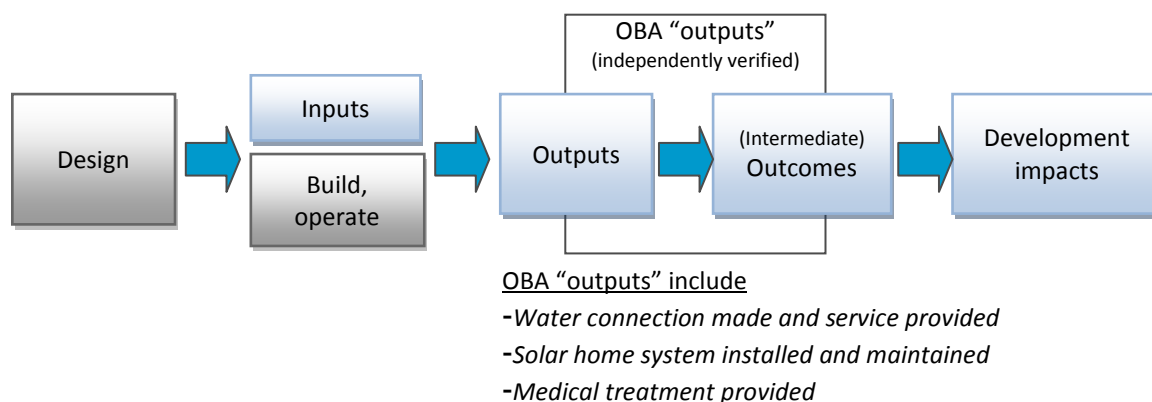 OBA “outputs”
(independently verified)
Design
Inputs
Build,
operate
Outputs
(Intermediate)
Outcomes
Development
impacts
OBA “outputs” include
-Water connection made and service provided
-Solar home system installed and maintained
-Medical treatment provided